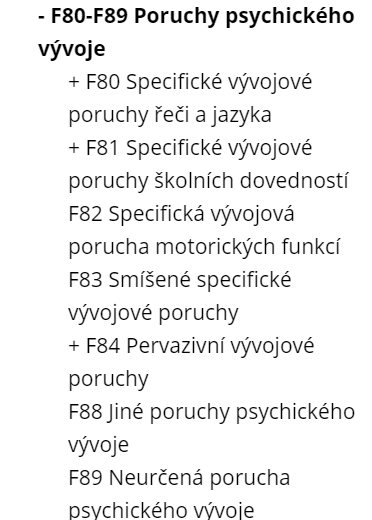 - F80-F89 Poruchy psychického
vývoje
+ F80 Specifické vývojové
poruchy řeči a jazyka
+ F81 Specifické vývojové
poruchy školních dovedností
F82 Specifická vývojová
porucha motorických funkcí
F83 Smíšené specifické
vývojové poruchy
+ F84 Pervazivní vývojové
poruchy
F88 Jiné poruchy psychického
vývoje
F89 Neurčená porucha
psychického vývoje